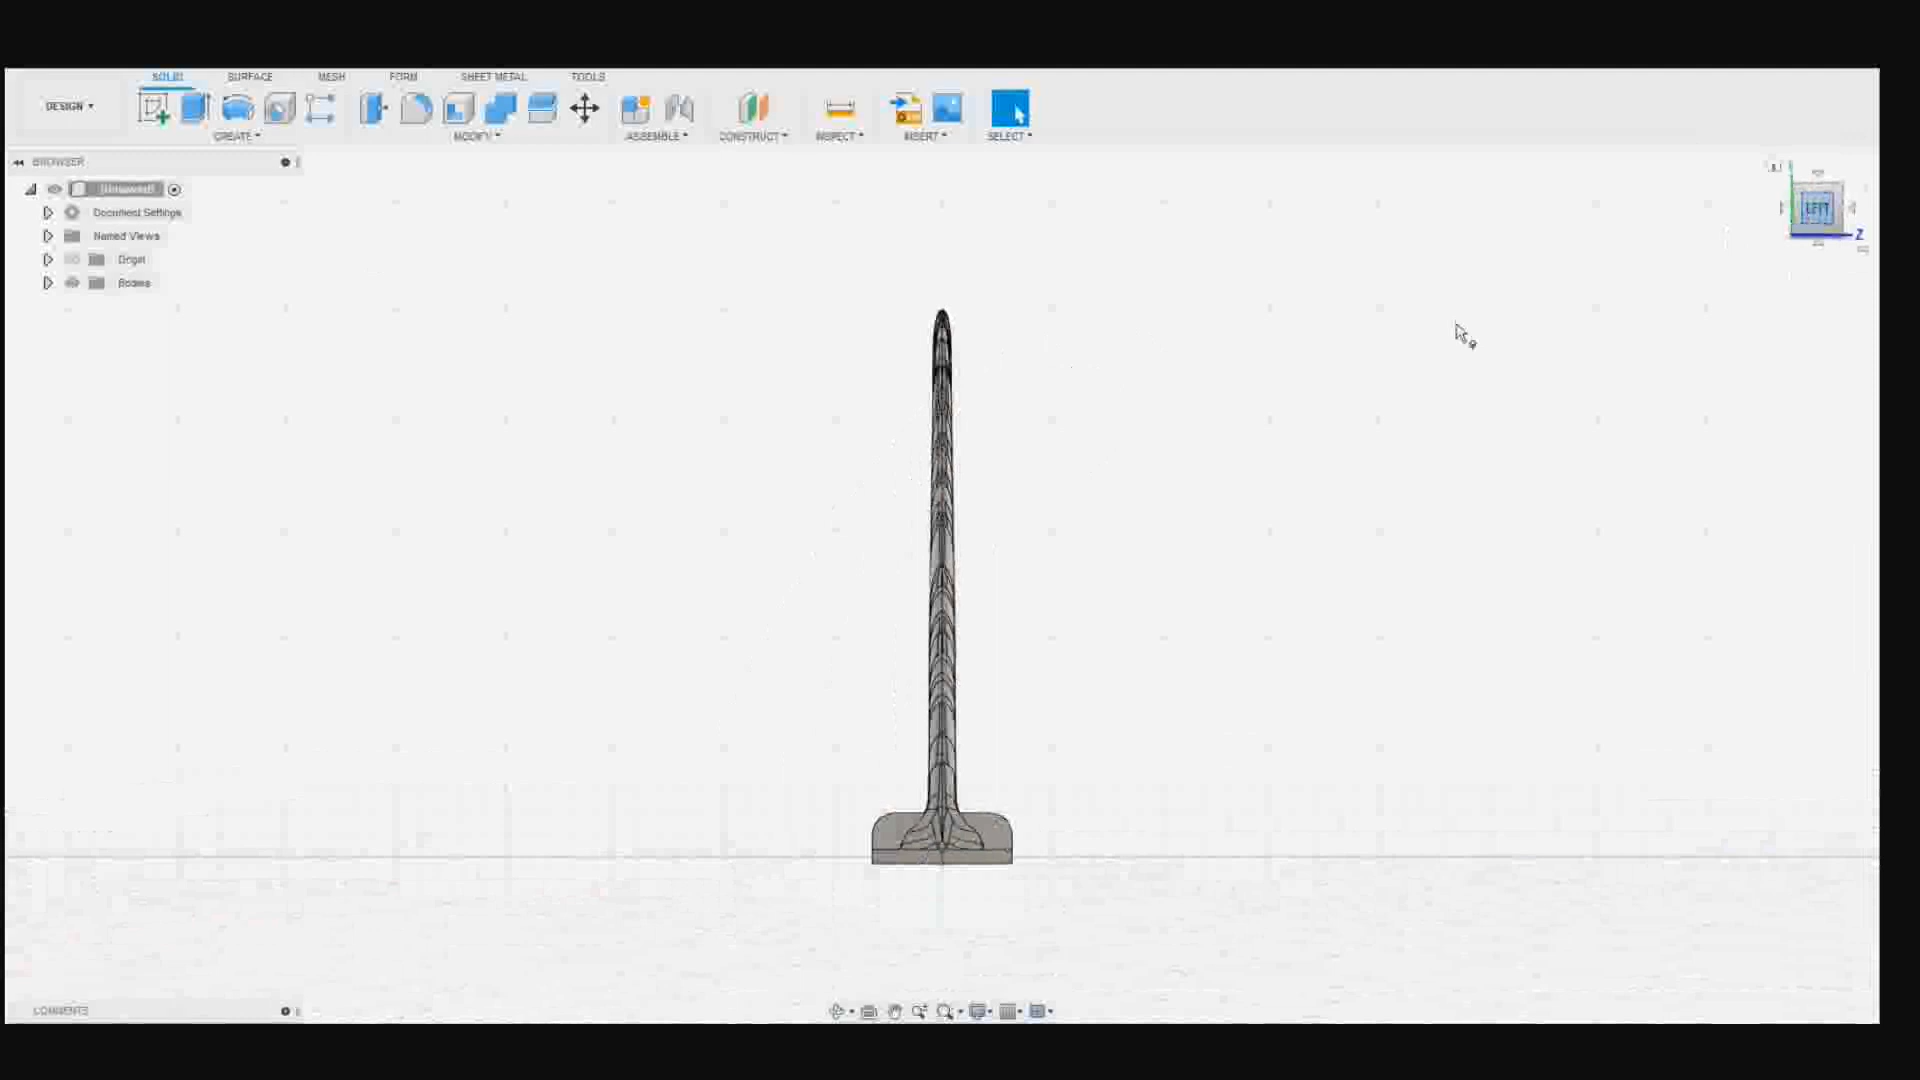 SOLID SURFACE MESH FORM SHEET METAL TOOLS
DESIGN
CREATE MODIFY ASSEMBLE CONSTRUCT INSPECT INSERT SELECT
BROWSER
(Unsaved)
Document Settings
Named Views
Origin
Bodies
LEFT
Z
COMMENTS